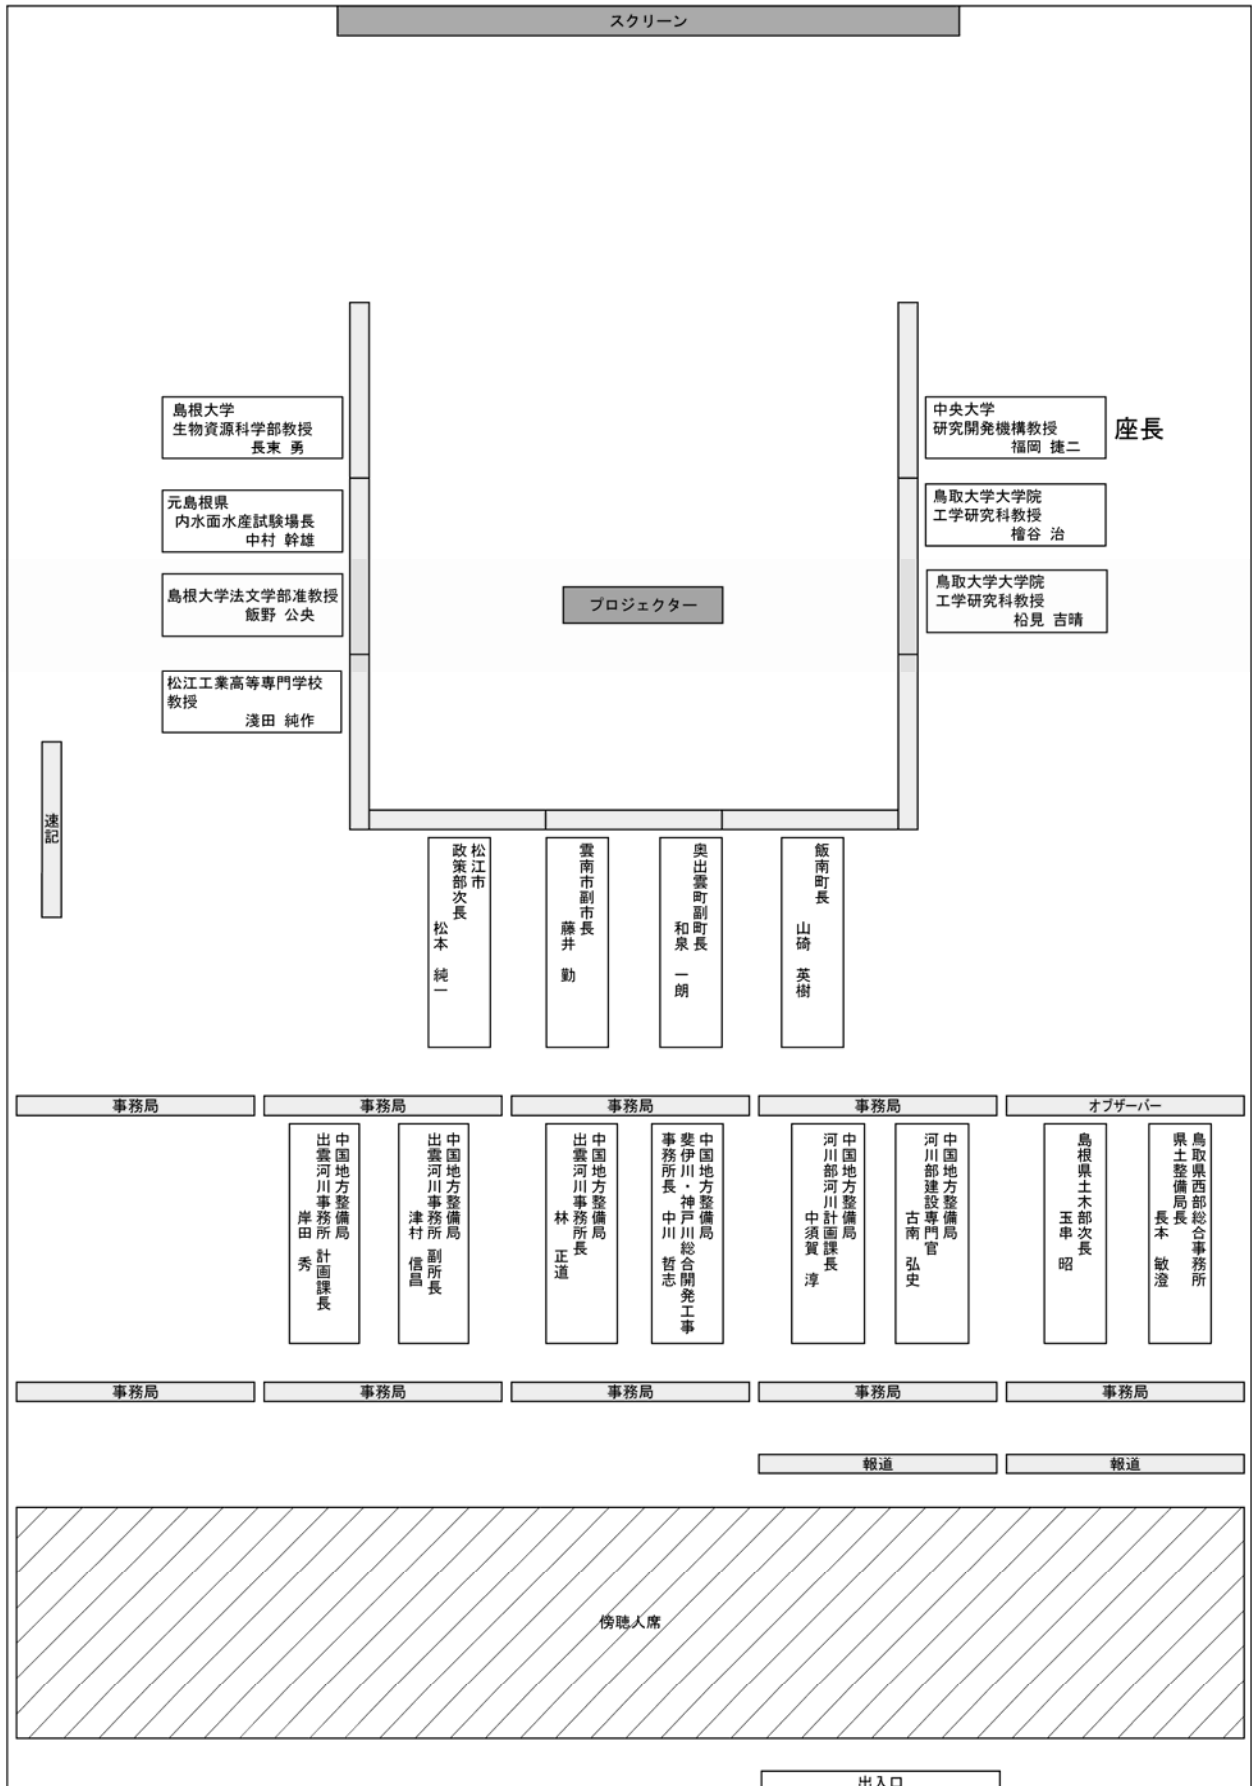 スクリーン
島根大学
生物資源科学部教授
長束 勇
元島根県
内水面水産試験場長
中村 幹雄
島根大学法文学部准教授
飯野 公央
松江工業高等専門学校
教授
淺田 純作
中央大学
研究開発機構教授
福岡 捷二
座長
鳥取大学大学院
工学研究科教授
檜谷 治
鳥取大学大学院
工学研究科教授
松見 吉晴
プロジェクター
速記
松江市
政策部次長
松本 純一
雲南市副市長
藤井 勤
奥出雲町副町長
和泉 一朗
飯南町長
山碕 英樹
事務局
事務局
事務局
事務局
オブザーバー
中国地方整備局
出雲河川事務所 計画課長
岸田 秀
中国地方整備局
出雲河川事務所 副所長
津村 信昌
中国地方整備局
出雲河川事務所長
林 正道
中国地方整備局
斐伊川・神戸川総合開発工事
事務所長 中川 哲志
中国地方整備局
河川部河川計画課長
中須賀 淳
中国地方整備局
河川部建設専門官
古南 弘史
島根県土木部次長
玉串 昭
鳥取県西部総合事務所
県土整備局長
長本 敏澄
事務局
事務局
事務局
事務局
事務局
報道
報道
傍聴人席
出入口